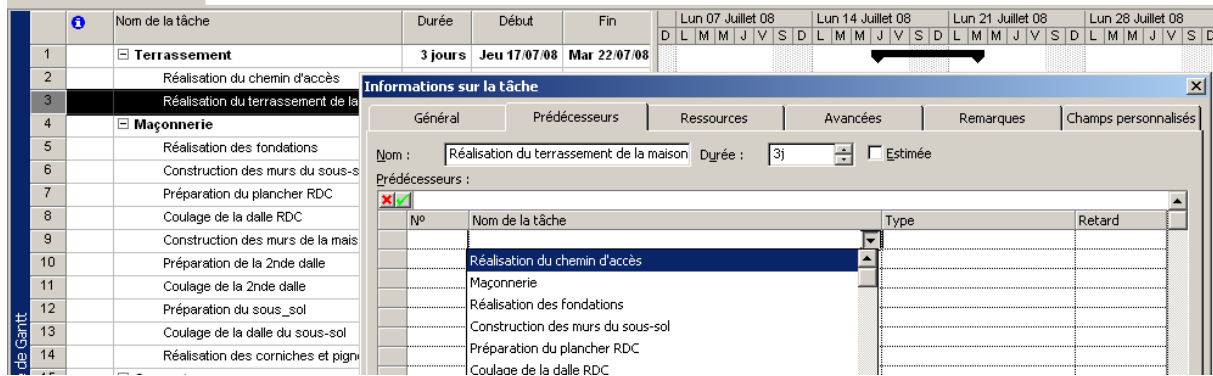 Nom de la tâche Durée Début Fin Lun 07 Juillet 08 Lun 14 Juillet 08 Lun 21 Juillet 08 Lun 28 Juillet 08
D L M M J V S D L M M J V S D L M M J V S D L M M J V S D
1 Terrassement 3 jours Jeu 17/07/08 Mar 22/07/08
2 Réalisation du chemin d'accès
3 Réalisation du terrassement de la
4 Maçonnerie
5 Réalisation des fondations
6 Construction des murs du sous-s
7 Préparation du plancher RDC
8 Coulage de la dalle RDC
9 Construction des murs de la mais
10 Préparation de la 2nde dalle
11 Coulage de la 2nde dalle
12 Préparation du sous_sol
13 Coulage de la dalle du sous-sol
14 Réalisation des corniches et pign
de Gantt
Informations sur la tâche
Général Prédécesseurs Ressources Avancées Remarques Champs personnalisés
Nom : Réalisation du terrassement de la maison Durée : 3j Estimée
Prédécesseurs :
Nº Nom de la tâche Type Retard
Réalisation du chemin d'accès
Maçonnerie
Réalisation des fondations
Construction des murs du sous-sol
Préparation du plancher RDC
Coulage de la dalle RDC